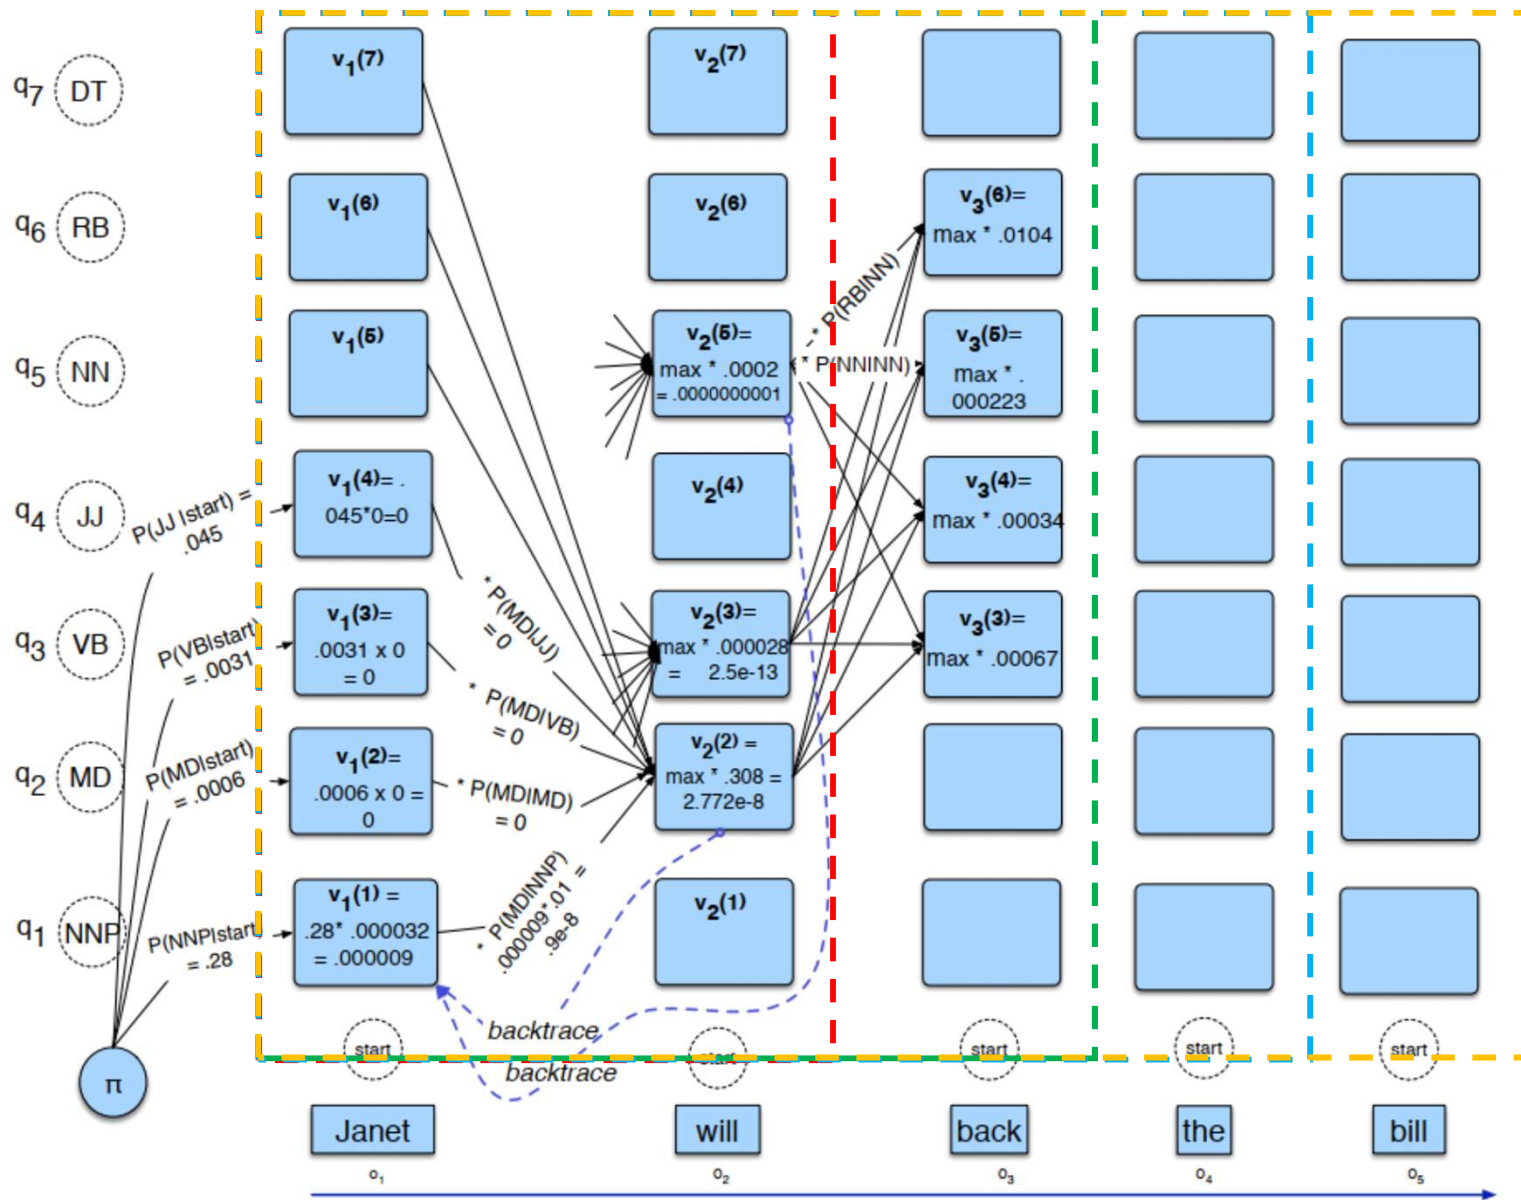 q7 DT
v1(7)
v2(7)
q6 RB
v1(6)
v2(6)
v3(6)=
max * .0104
* P(RB|NN)
q5 NN
v1(5)
v2(5)=
max * .0002
= .0000000001
* P(NN|NN)
v3(5)=
max * .
000223
q4 JJ
P(JJ |start) =
.045
v1(4)= .
045*0=0
* P(MD|JJ)
= 0
v2(4)
v3(4)=
max * .00034
q3 VB
P(VB|start)
= .0031
v1(3)=
.0031 x 0
= 0
* P(MD|VB)
= 0
v2(3)=
max * .000028
= 2.5e-13
v3(3)=
max * .00067
q2 MD
P(MD|start)
= .0006
v1(2)=
.0006 x 0 =
0
* P(MD|MD)
= 0
v2(2) =
max * .308 =
2.772e-8
q1 NNP
P(NNP|start
= .28
v1(1) =
.28* .000032
= .000009
* P(MD|NNP)
.000009*.01 =
.9e-8
v2(1)
backtrace
backtrace
π
start
start
start
start
start
Janet
will
back
the
bill
o1
o2
o3
o4
o5